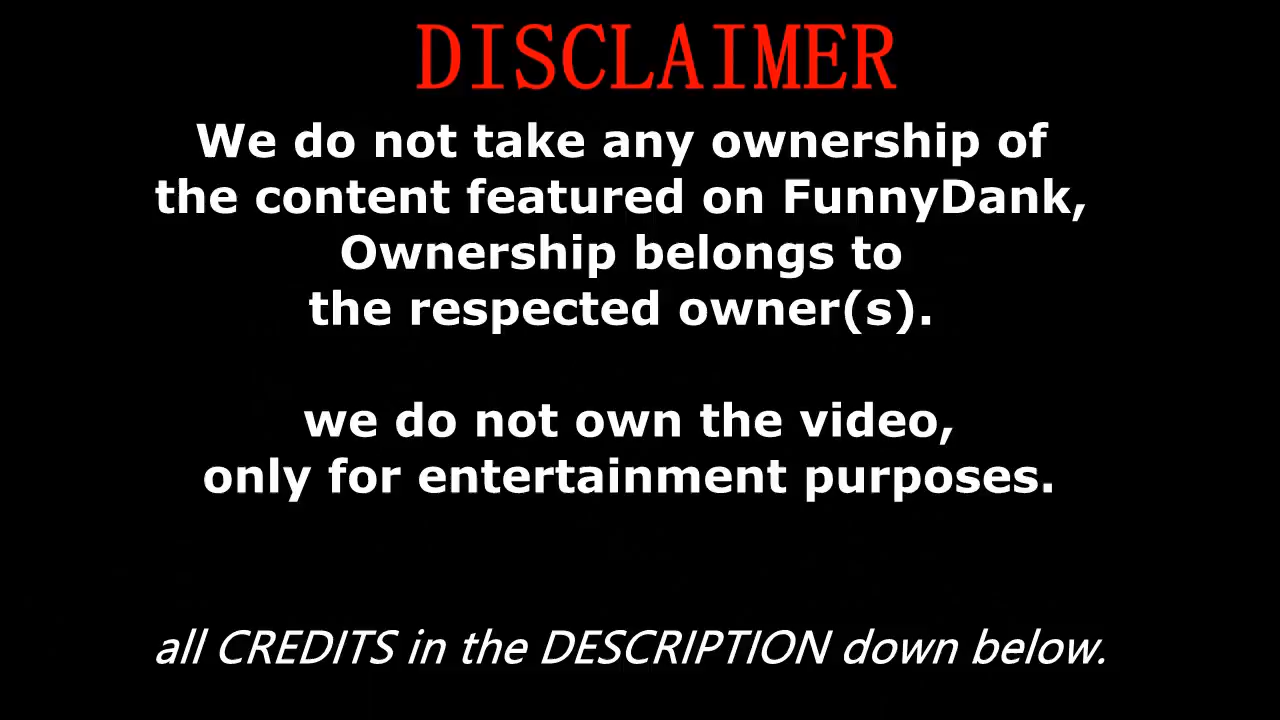 DISCLAIMER
We do not take any ownership of
the content featured on FunnyDank,
Ownership belongs to
the respected owner(s).
we do not own the video,
only for entertainment purposes.
all CREDITS in the DESCRIPTION down below.